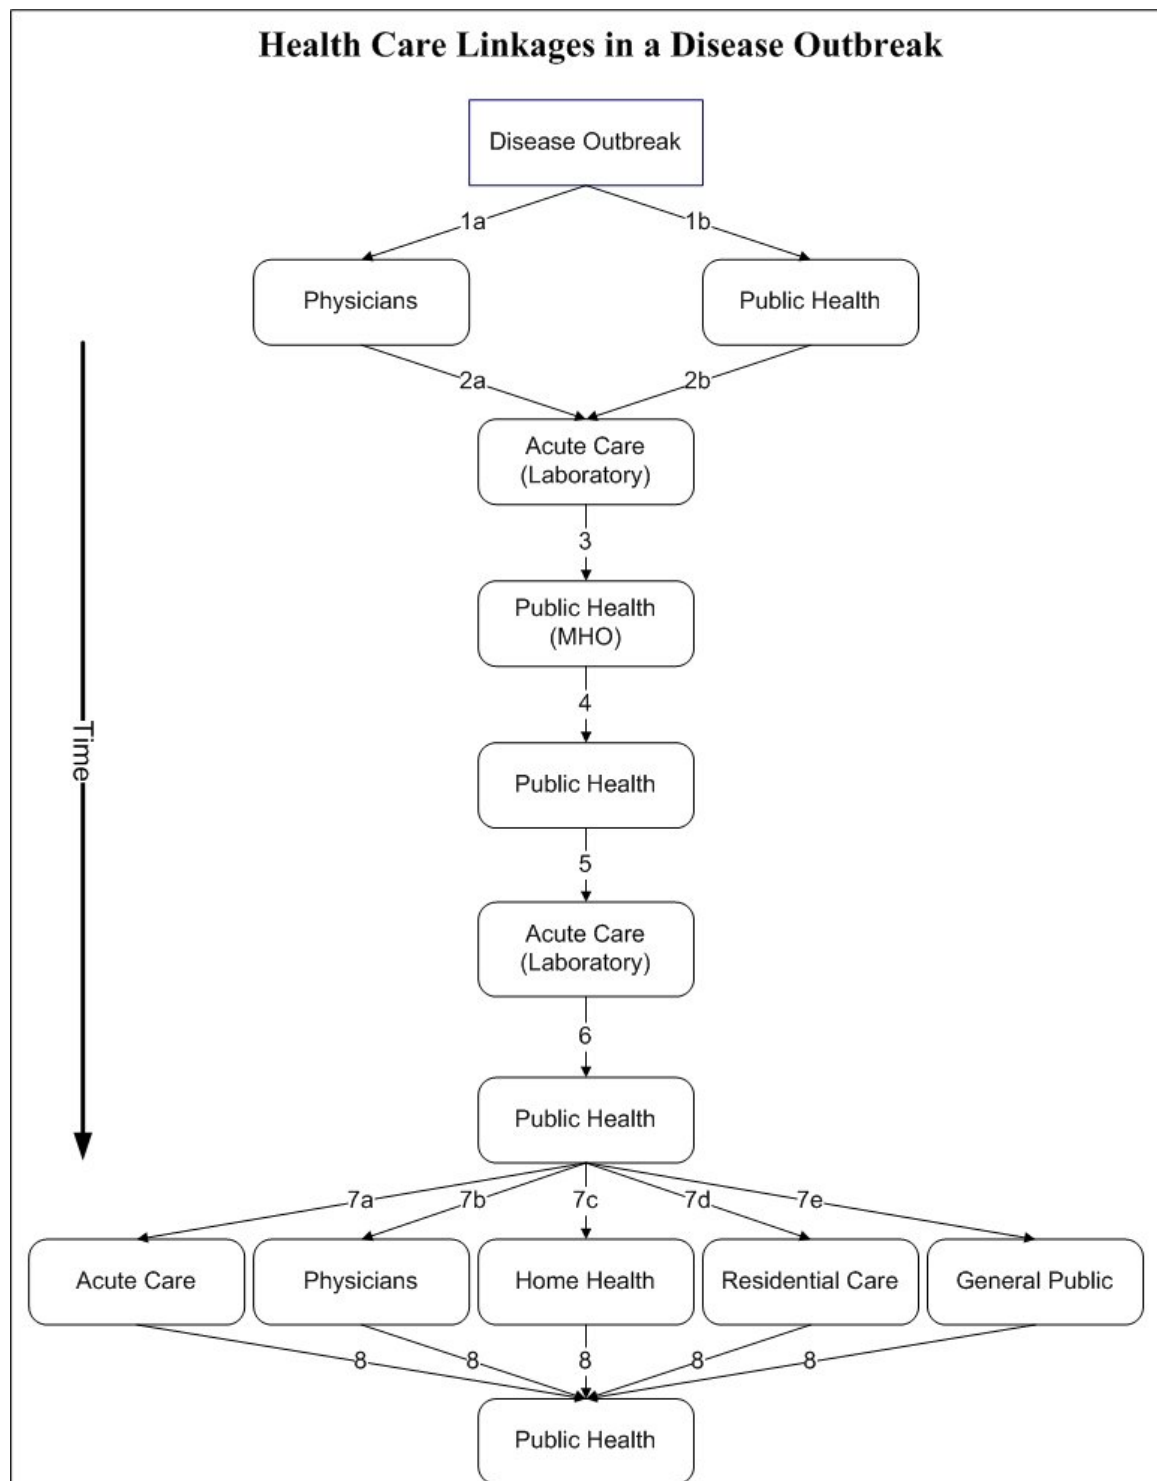 Health Care Linkages in a Disease Outbreak
Disease Outbreak
1a
1b
Physicians
Public Health
2a
2b
Acute Care
(Laboratory)
3
Public Health
(MHO)
4
Time
Public Health
5
Acute Care
(Laboratory)
6
Public Health
7a
7b
7c
7d
7e
Acute Care
Physicians
Home Health
Residential Care
General Public
8
8
8
8
8
Public Health